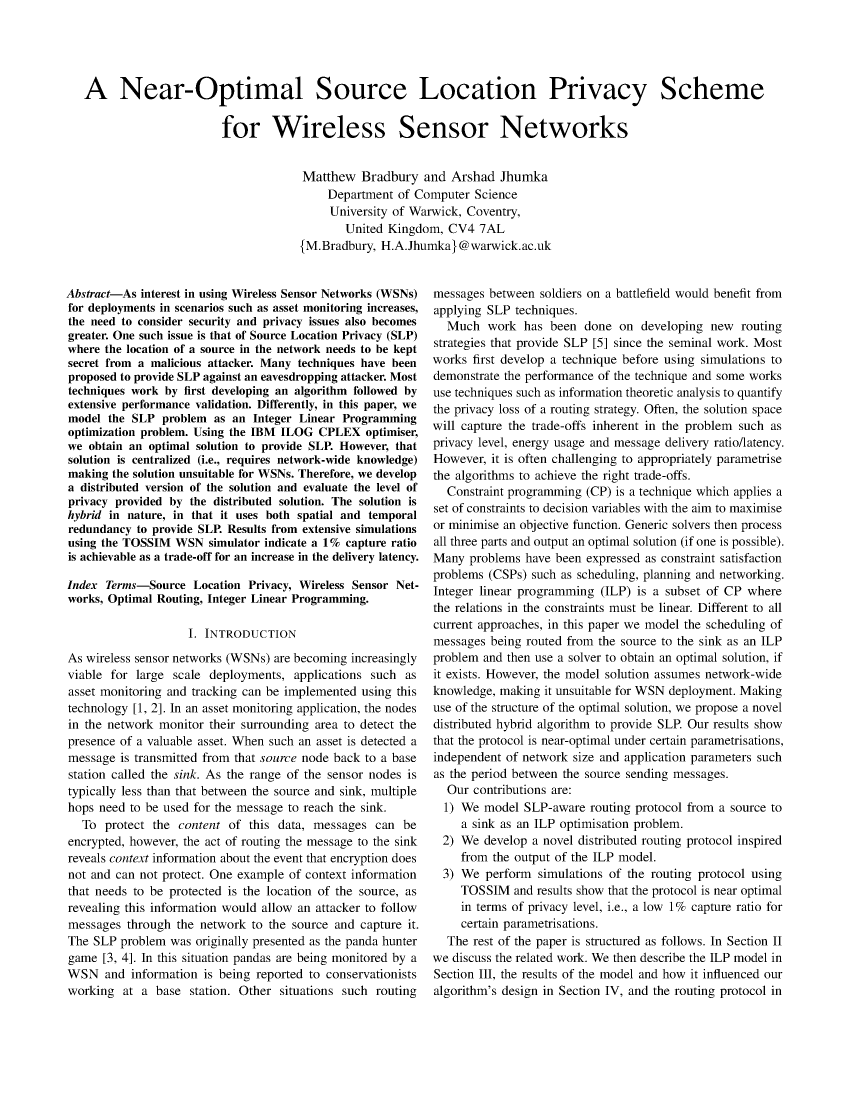 A Near-Optimal Source Location Privacy Scheme
for Wireless Sensor Networks
Matthew Bradbury and Arshad Jhumka
Department of Computer Science
University of Warwick, Coventry,
United Kingdom, CV4 7AL
{M.Bradbury, H.A.Jhumka}@warwick.ac.uk
Abstract—As interest in using Wireless Sensor Networks (WSNs)
for deployments in scenarios such as asset monitoring increases,
the need to consider security and privacy issues also becomes
greater. One such issue is that of Source Location Privacy (SLP)
where the location of a source in the network needs to be kept
secret from a malicious attacker. Many techniques have been
proposed to provide SLP against an eavesdropping attacker. Most
techniques work by first developing an algorithm followed by
extensive performance validation. Differently, in this paper, we
model the SLP problem as an Integer Linear Programming
optimization problem. Using the IBM ILOG CPLEX optimiser,
we obtain an optimal solution to provide SLP. However, that
solution is centralized (i.e., requires network-wide knowledge)
making the solution unsuitable for WSNs. Therefore, we develop
a distributed version of the solution and evaluate the level of
privacy provided by the distributed solution. The solution is
hybrid in nature, in that it uses both spatial and temporal
redundancy to provide SLP. Results from extensive simulations
using the TOSSIM WSN simulator indicate a 1% capture ratio
is achievable as a trade-off for an increase in the delivery latency.
Index Terms—Source Location Privacy, Wireless Sensor Net-
works, Optimal Routing, Integer Linear Programming.
I. INTRODUCTION
As wireless sensor networks (WSNs) are becoming increasingly
viable for large scale deployments, applications such as
asset monitoring and tracking can be implemented using this
technology [1, 2]. In an asset monitoring application, the nodes
in the network monitor their surrounding area to detect the
presence of a valuable asset. When such an asset is detected a
message is transmitted from that source node back to a base
station called the sink. As the range of the sensor nodes is
typically less than that between the source and sink, multiple
hops need to be used for the message to reach the sink.
To protect the content of this data, messages can be
encrypted, however, the act of routing the message to the sink
reveals context information about the event that encryption does
not and can not protect. One example of context information
that needs to be protected is the location of the source, as
revealing this information would allow an attacker to follow
messages through the network to the source and capture it.
The SLP problem was originally presented as the panda hunter
game [3, 4]. In this situation pandas are being monitored by a
WSN and information is being reported to conservationists
working at a base station. Other situations such routing
messages between soldiers on a battlefield would benefit from
applying SLP techniques.
Much work has been done on developing new routing
strategies that provide SLP [5] since the seminal work. Most
works first develop a technique before using simulations to
demonstrate the performance of the technique and some works
use techniques such as information theoretic analysis to quantify
the privacy loss of a routing strategy. Often, the solution space
will capture the trade-offs inherent in the problem such as
privacy level, energy usage and message delivery ratio/latency.
However, it is often challenging to appropriately parametrise
the algorithms to achieve the right trade-offs.
Constraint programming (CP) is a technique which applies a
set of constraints to decision variables with the aim to maximise
or minimise an objective function. Generic solvers then process
all three parts and output an optimal solution (if one is possible).
Many problems have been expressed as constraint satisfaction
problems (CSPs) such as scheduling, planning and networking.
Integer linear programming (ILP) is a subset of CP where
the relations in the constraints must be linear. Different to all
current approaches, in this paper we model the scheduling of
messages being routed from the source to the sink as an ILP
problem and then use a solver to obtain an optimal solution, if
it exists. However, the model solution assumes network-wide
knowledge, making it unsuitable for WSN deployment. Making
use of the structure of the optimal solution, we propose a novel
distributed hybrid algorithm to provide SLP. Our results show
that the protocol is near-optimal under certain parametrisations,
independent of network size and application parameters such
as the period between the source sending messages.
Our contributions are:
1) We model SLP-aware routing protocol from a source to
a sink as an ILP optimisation problem.
2) We develop a novel distributed routing protocol inspired
from the output of the ILP model.
3) We perform simulations of the routing protocol using
TOSSIM and results show that the protocol is near optimal
in terms of privacy level, i.e., a low 1% capture ratio for
certain parametrisations.
The rest of the paper is structured as follows. In Section II
we discuss the related work. We then describe the ILP model in
Section III, the results of the model and how it influenced our
algorithm's design in Section IV, and the routing protocol in